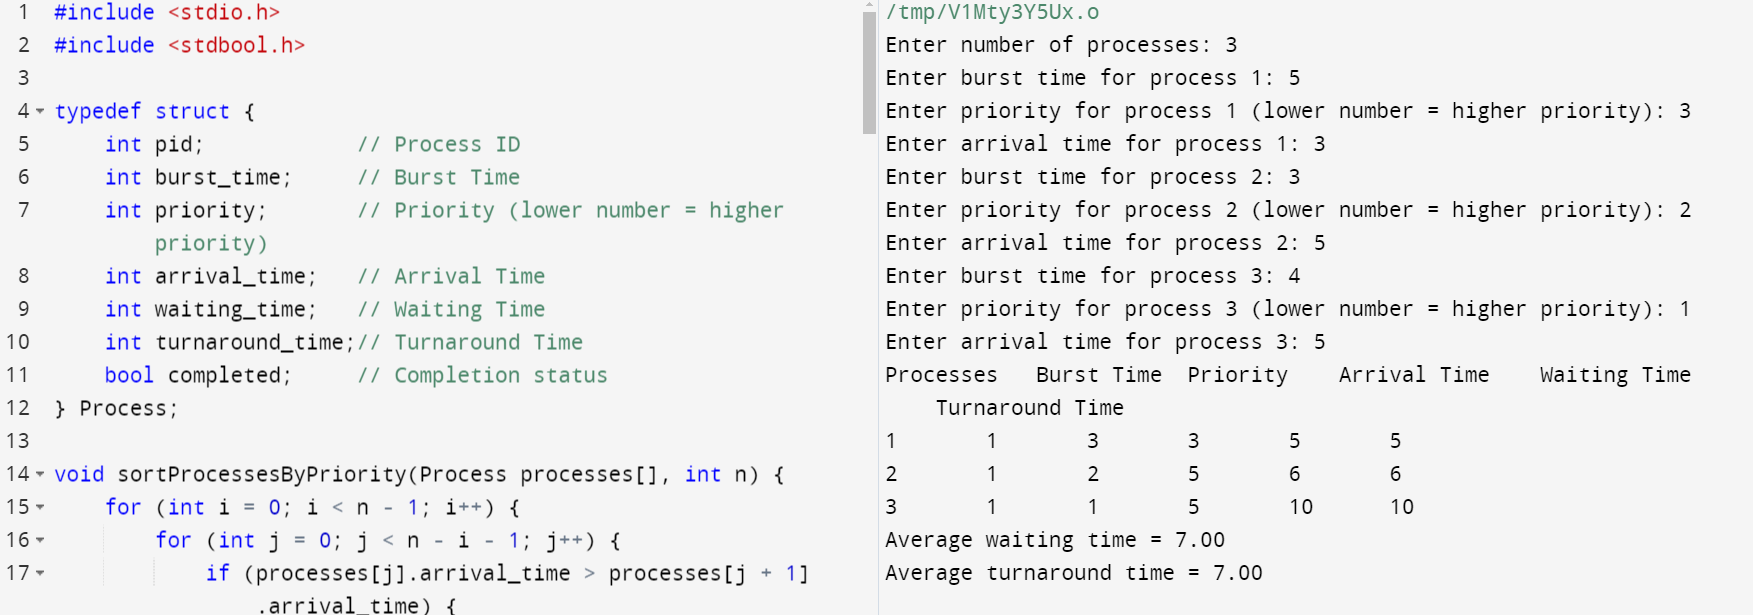 1 #include <stdio.h>
2 #include <stdbool.h>
3
4 typedef struct {
5     int pid;            // Process ID
6     int burst_time;     // Burst Time
7     int priority;       // Priority (lower number = higher
        priority)
8     int arrival_time;   // Arrival Time
9     int waiting_time;   // Waiting Time
10     int turnaround_time;// Turnaround Time
11     bool completed;     // Completion status
12 } Process;
13
14 void sortProcessesByPriority(Process processes[], int n) {
15     for (int i = 0; i < n - 1; i++) {
16         for (int j = 0; j < n - i - 1; j++) {
17             if (processes[j].arrival_time > processes[j + 1]
                .arrival_time) {
/tmp/V1Mty3Y5Ux.o
Enter number of processes: 3
Enter burst time for process 1: 5
Enter priority for process 1 (lower number = higher priority): 3
Enter arrival time for process 1: 3
Enter burst time for process 2: 3
Enter priority for process 2 (lower number = higher priority): 2
Enter arrival time for process 2: 5
Enter burst time for process 3: 4
Enter priority for process 3 (lower number = higher priority): 1
Enter arrival time for process 3: 5
Processes   Burst Time  Priority    Arrival Time    Waiting Time
    Turnaround Time
1       1       3       3       5       5
2       1       2       5       6       6
3       1       1       5       10      10
Average waiting time = 7.00
Average turnaround time = 7.00